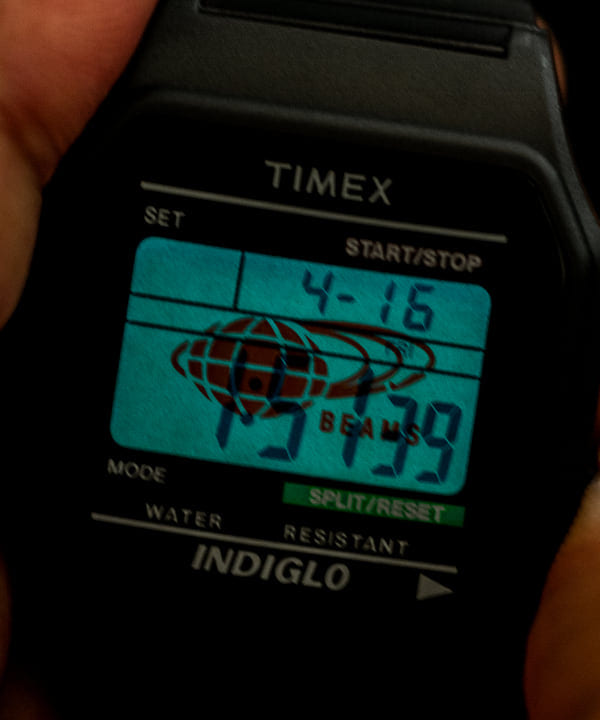 TIMEX
SET
START/STOP
4-16
BEAMS
MODE
SPLIT/RESET
WATER RESISTANT
INDIGLO